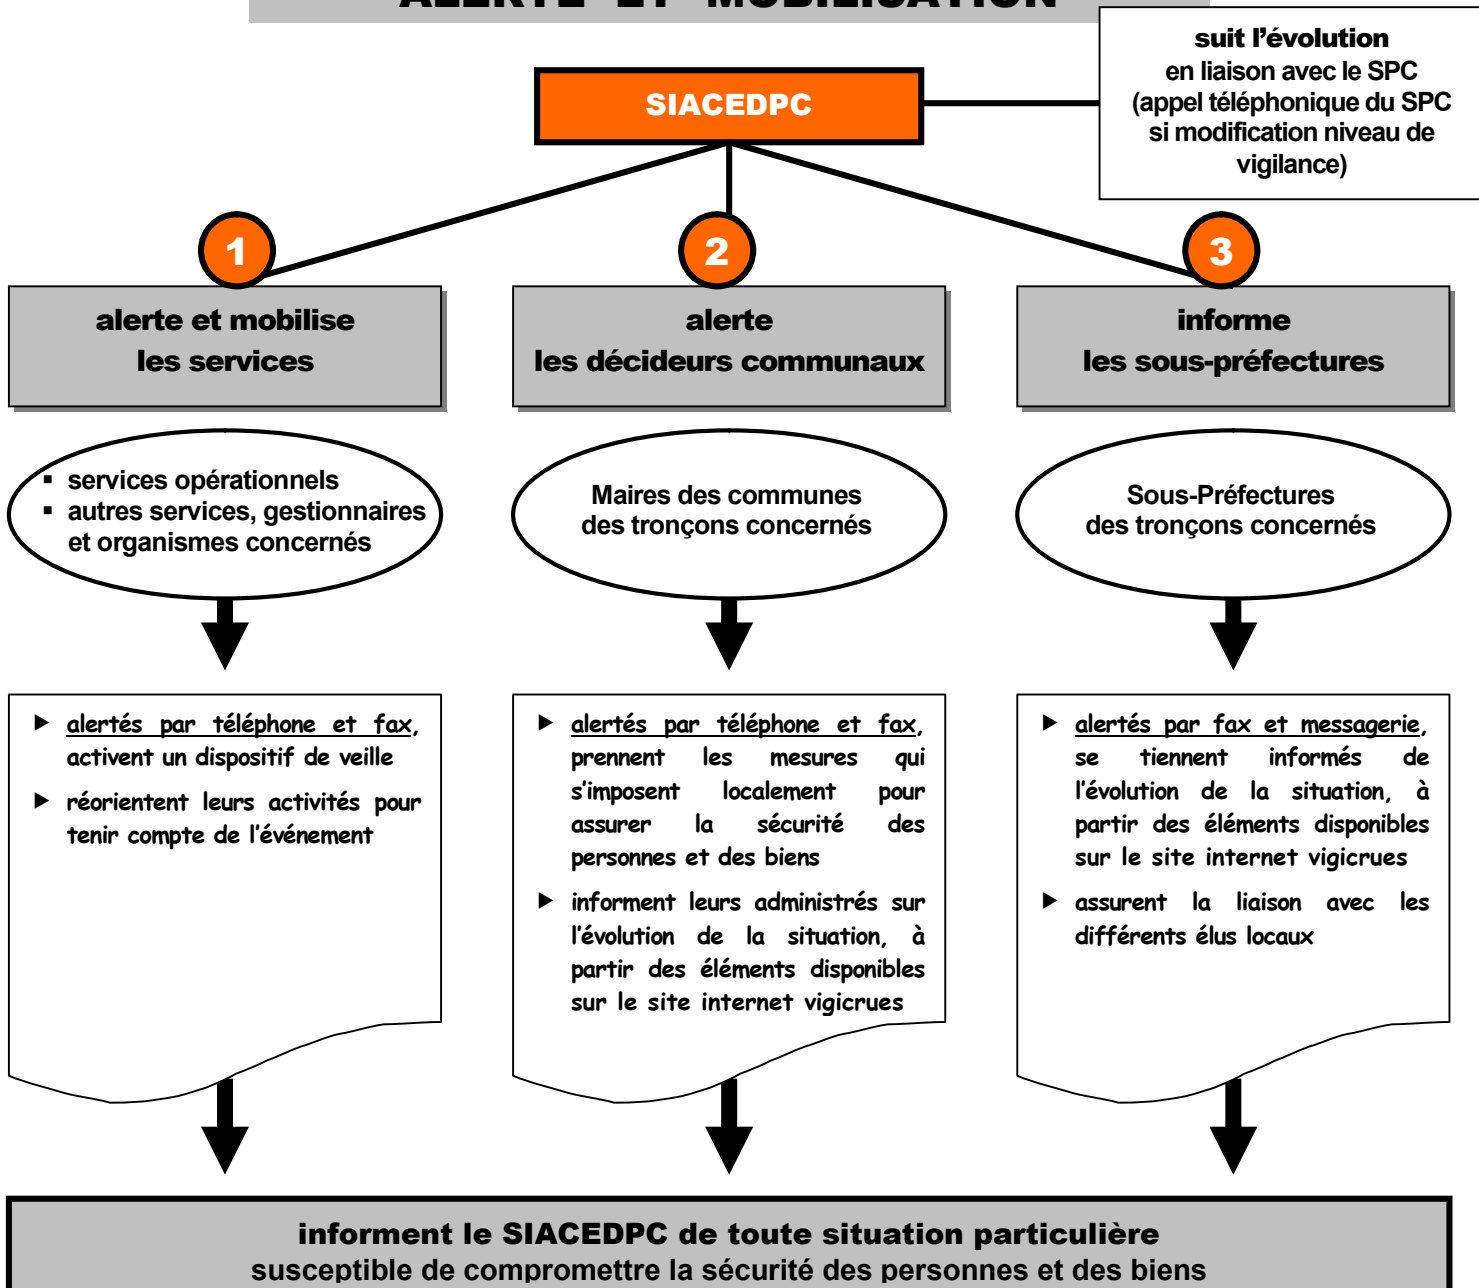 ALERTE ET MOBILISATION
suit l'évolution
en liaison avec le SPC
(appel téléphonique du SPC
si modification niveau de
vigilance)
SIACEDPC
1
2
3
alerte et mobilise
les services
alerte
les décideurs communaux
informe
les sous-préfectures
▪ services opérationnels
▪ autres services, gestionnaires
et organismes concernés
Maires des communes
des tronçons concernés
Sous-Préfectures
des tronçons concernés
▶ alertés par téléphone et fax,
activent un dispositif de veille
▶ réorientent leurs activités pour
tenir compte de l'événement
▶ alertés par téléphone et fax,
prennent les mesures qui
s'imposent localement pour
assurer la sécurité des
personnes et des biens
▶ informent leurs administrés sur
l'évolution de la situation, à
partir des éléments disponibles
sur le site internet vigicrues
▶ alertés par fax et messagerie,
se tiennent informés de
l'évolution de la situation, à
partir des éléments disponibles
sur le site internet vigicrues
▶ assurent la liaison avec les
différents élus locaux
informent le SIACEDPC de toute situation particulière
susceptible de compromettre la sécurité des personnes et des biens